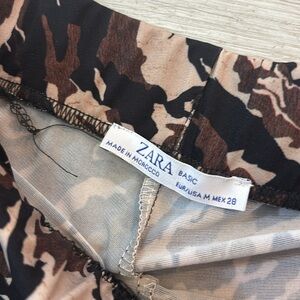 ZARA BASIC
MADE IN MOROCCO
EUR/USA M MEX 28